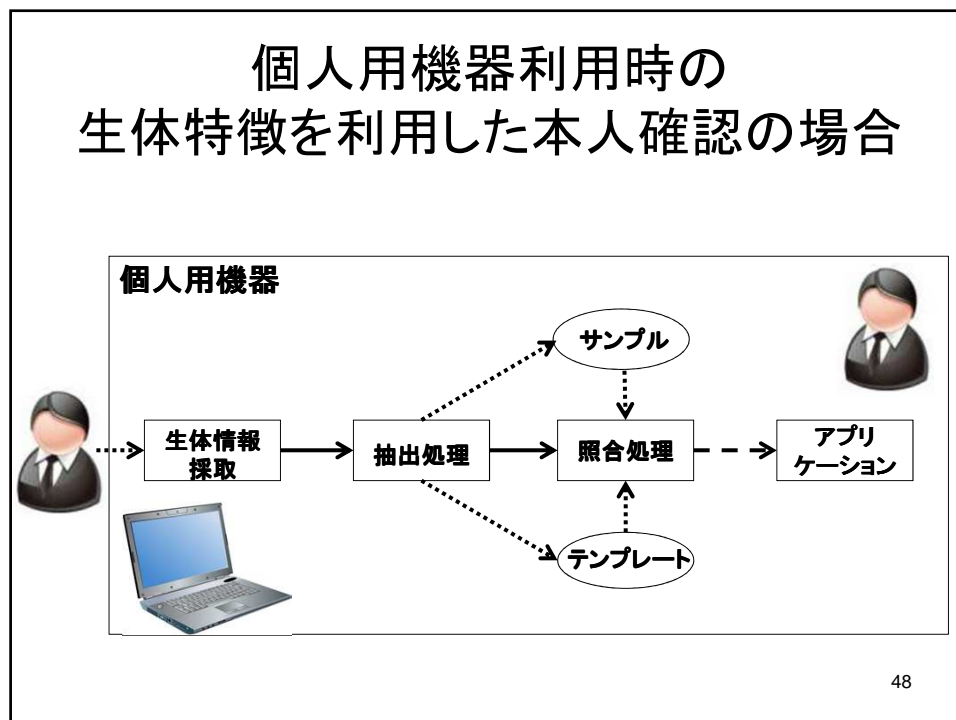 個人用機器利用時の
生体特徴を利用した本人確認の場合
個人用機器
サンプル
生体情報
採取
抽出処理
照合処理
アプリ
ケーション
テンプレート
48